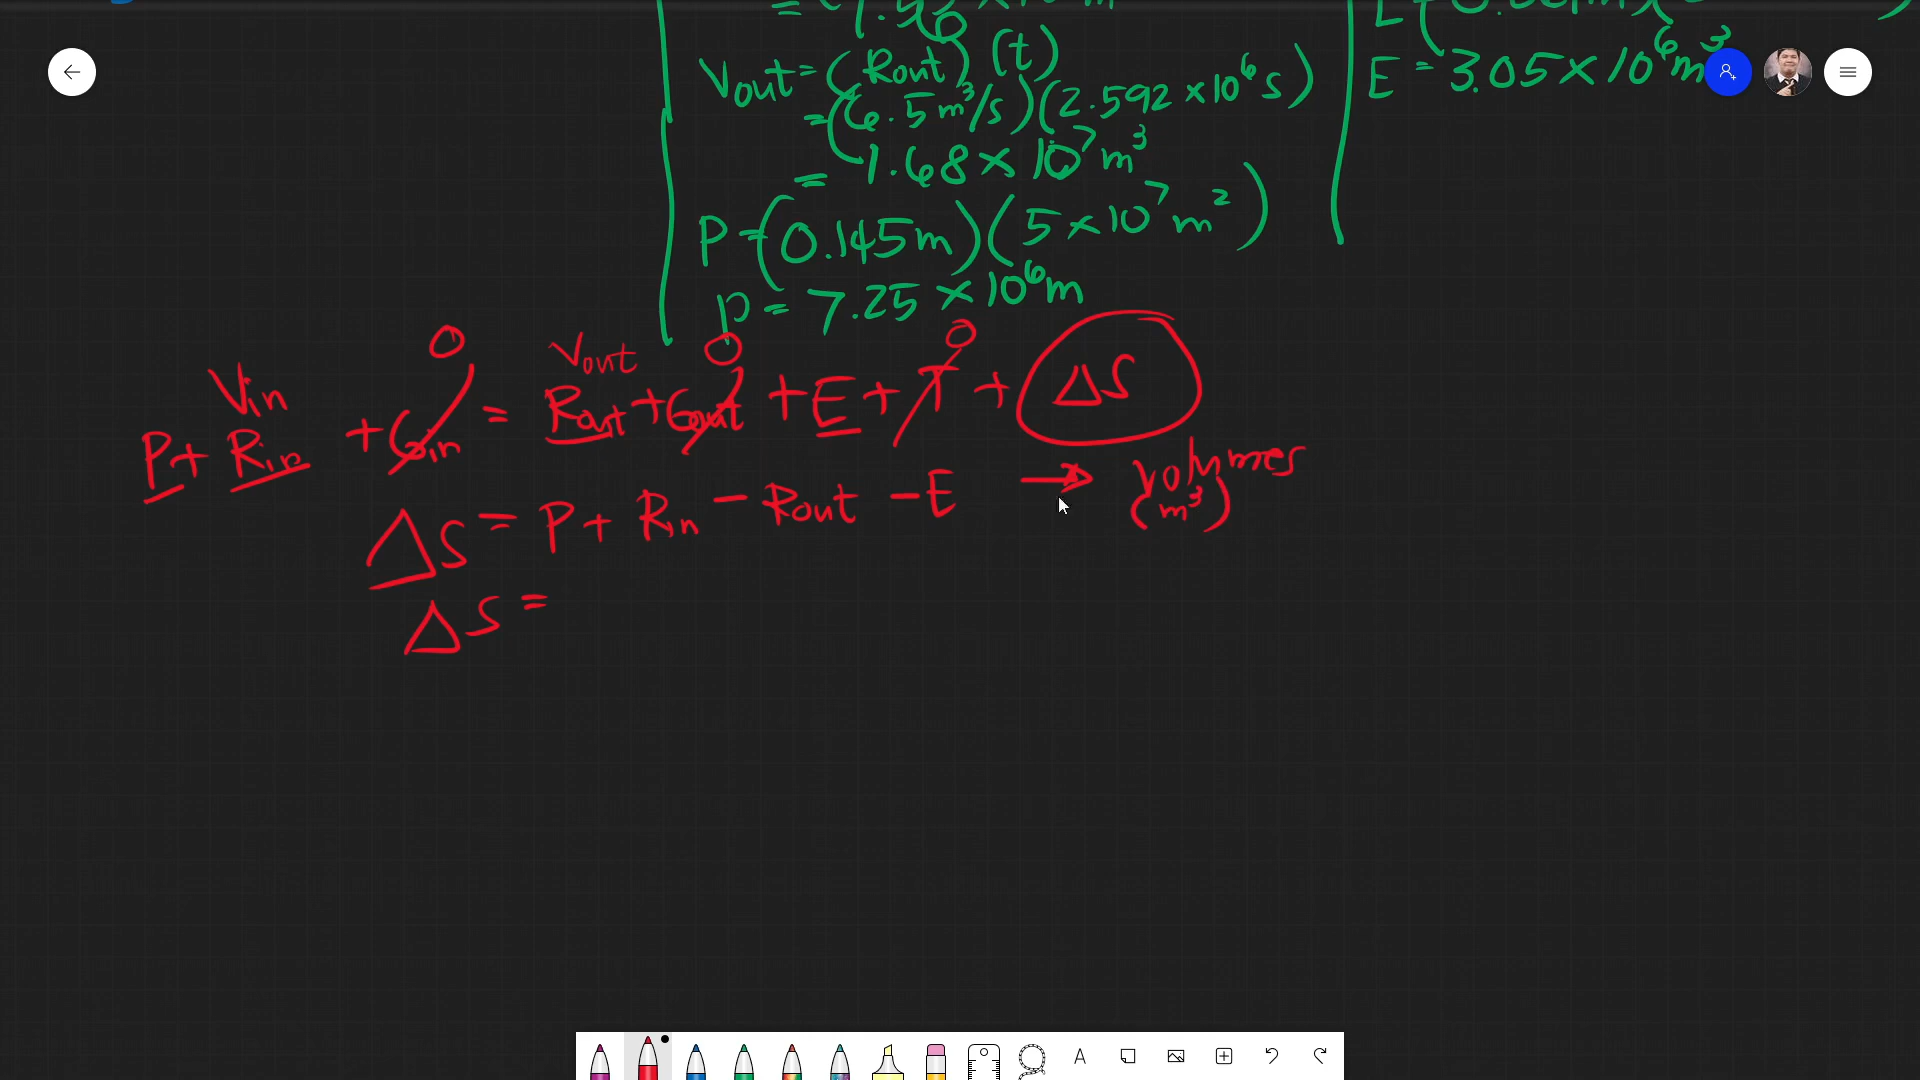 Vout = (Rout)(t)
= (6.5 m³/s)(2.592 × 10⁶ s)
= 1.68 × 10⁷ m³
P = (0.145m)(5 × 10⁷ m²)
P = 7.25 × 10⁶ m
E = 3.05 × 10⁶ m³
Vin 0 Vout 0 0
P + Rin + Gin = Rout + Gout + E + T + ΔS
ΔS = P + Rin − Rout − E → volumes
(m³)
ΔS =